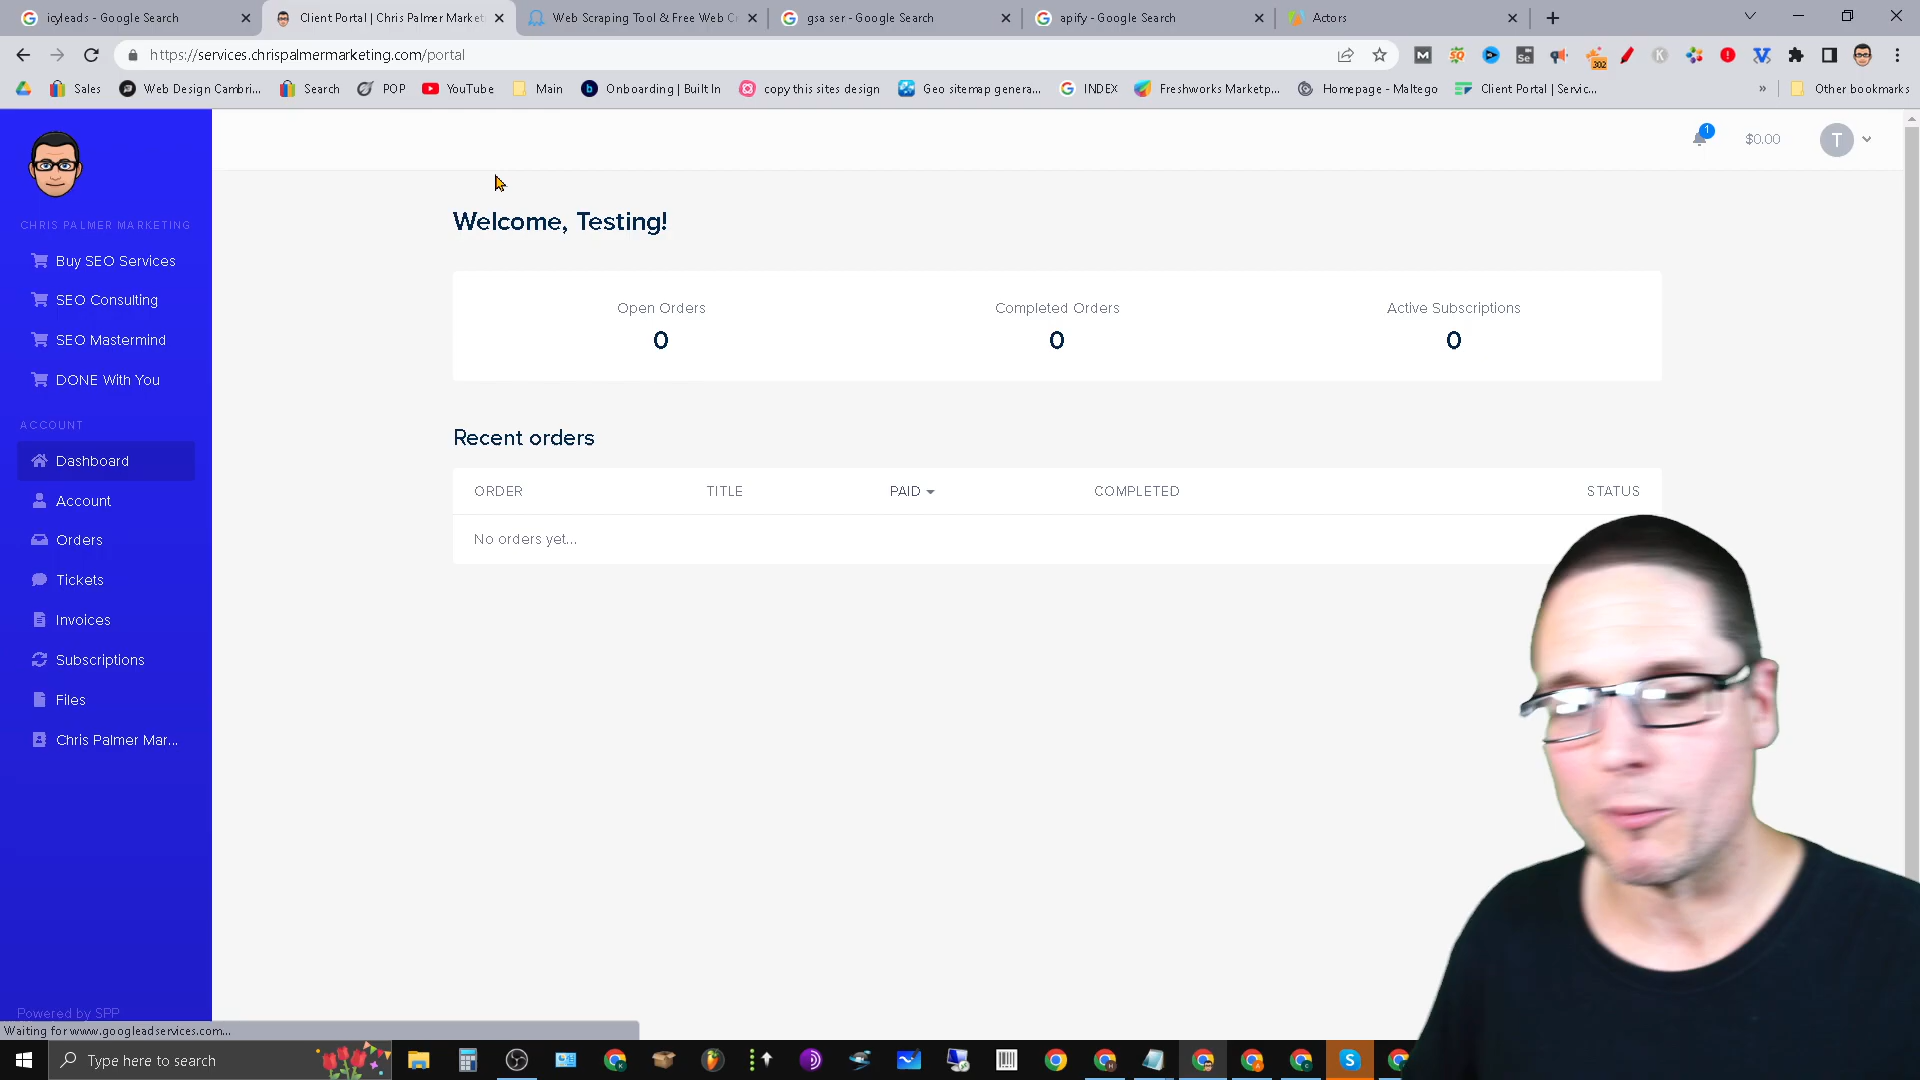 icyleads - Google Search
Client Portal | Chris Palmer Market
Web Scraping Tool & Free Web Cr
gsa ser - Google Search
apify - Google Search
Actors
https://services.chrispalmermarketing.com/portal
302
Sales
Web Design Cambri...
Search
POP
YouTube
Main
Onboarding | Built In
copy this sites design
Geo sitemap genera...
INDEX
Freshworks Marketp...
Homepage - Maltego
Client Portal | Servic...
Other bookmarks
1
$0.00
T
CHRIS PALMER MARKETING
Buy SEO Services
SEO Consulting
SEO Mastermind
DONE With You
ACCOUNT
Dashboard
Account
Orders
Tickets
Invoices
Subscriptions
Files
Chris Palmer Mar...
Powered by SPP
Welcome, Testing!
Open Orders
0
Completed Orders
0
Active Subscriptions
0
Recent orders
ORDER TITLE PAID COMPLETED STATUS
No orders yet...
Waiting for www.googleadservices.com...
Type here to search